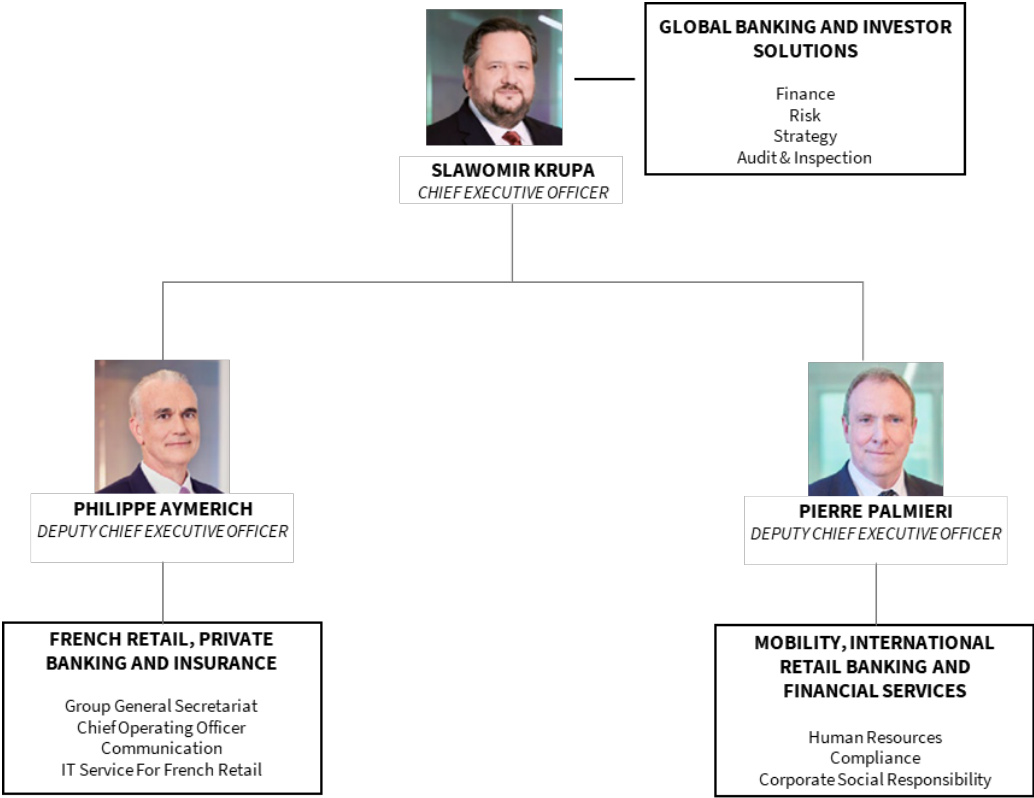 GLOBAL BANKING AND INVESTOR
SOLUTIONS
Finance
Risk
Strategy
Audit & Inspection
SLAWOMIR KRUPA
CHIEF EXECUTIVE OFFICER
PHILIPPE AYMERICH
DEPUTY CHIEF EXECUTIVE OFFICER
PIERRE PALMIERI
DEPUTY CHIEF EXECUTIVE OFFICER
FRENCH RETAIL, PRIVATE
BANKING AND INSURANCE
Group General Secretariat
Chief Operating Officer
Communication
IT Service For French Retail
MOBILITY, INTERNATIONAL
RETAIL BANKING AND
FINANCIAL SERVICES
Human Resources
Compliance
Corporate Social Responsibility